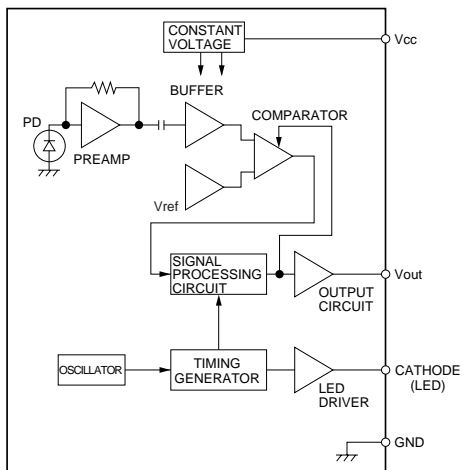 CONSTANT
VOLTAGE
Vcc
BUFFER
COMPARATOR
PD
PREAMP
Vref
SIGNAL
PROCESSING
CIRCUIT
Vout
OUTPUT
CIRCUIT
OSCILLATOR
TIMING
GENERATOR
LED
DRIVER
CATHODE
(LED)
GND